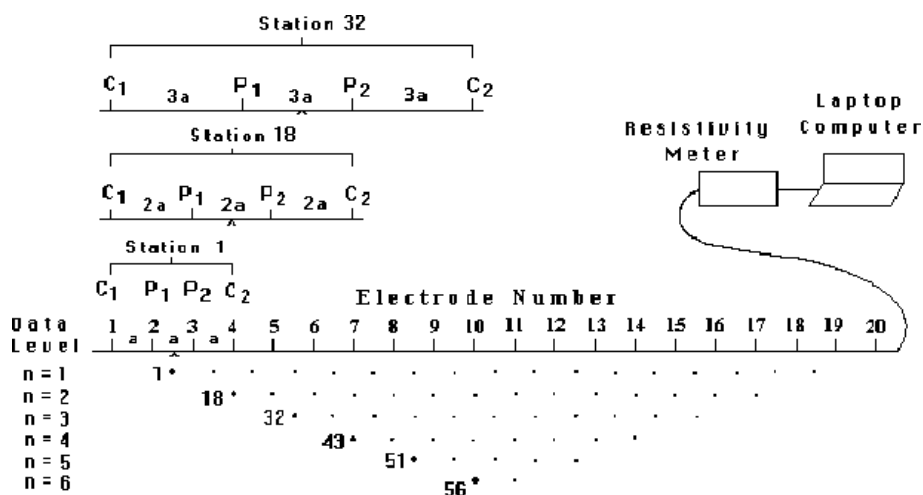 Station 32
C1 P1 P2 C2
3a 3a 3a
Station 18
C1 P1 P2 C2
2a 2a 2a
Station 1
C1 P1 P2 C2
Resistivity Meter
Laptop Computer
Electrode Number
Data Level
1 2 3 4 5 6 7 8 9 10 11 12 13 14 15 16 17 18 19 20
a a a
n = 1 1
n = 2 18
n = 3 32
n = 4 43
n = 5 51
n = 6 56